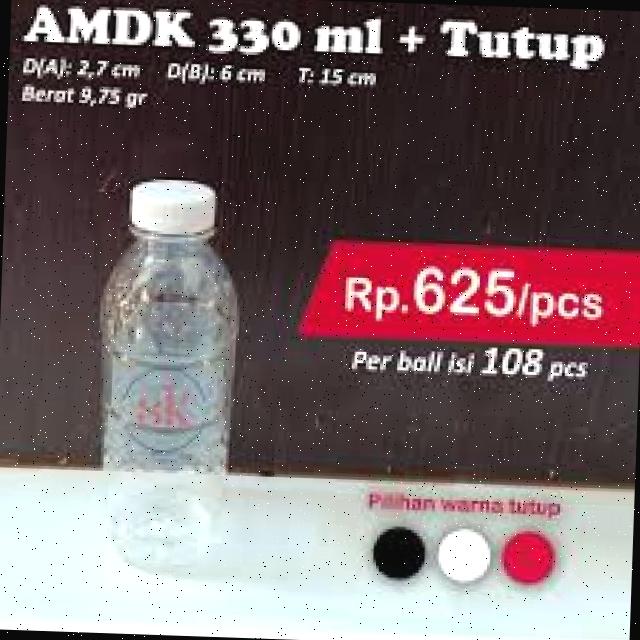 AMDK 330 ml + Tutup
D(A): 2,7 cm D(B): 6 cm T: 15 cm
Berat 9,75 gr
Rp.625/pcs
Per ball isi 108 pcs
Pilihan warna tutup